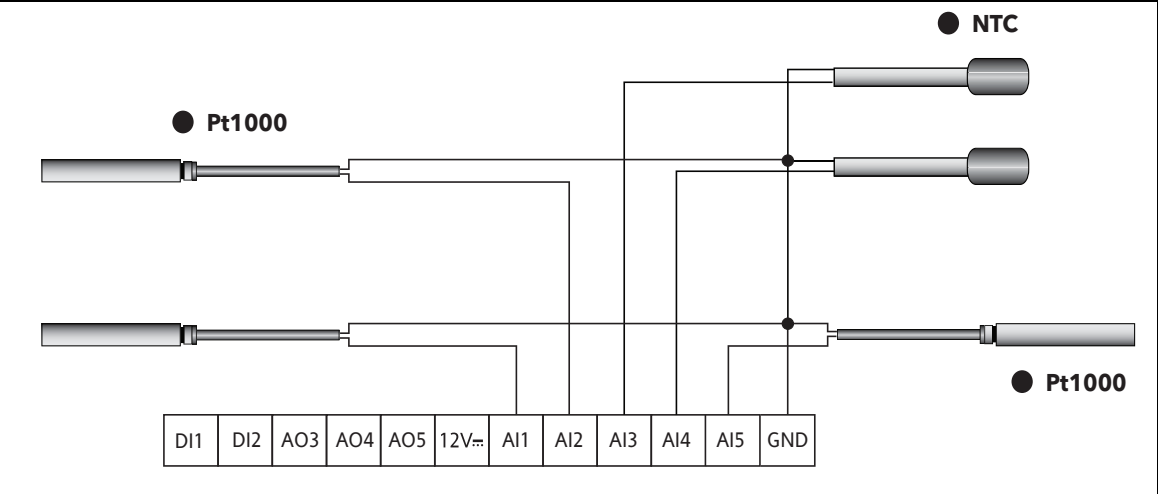 NTC
Pt1000
Pt1000
DI1 DI2 AO3 AO4 AO5 12V⎓ AI1 AI2 AI3 AI4 AI5 GND